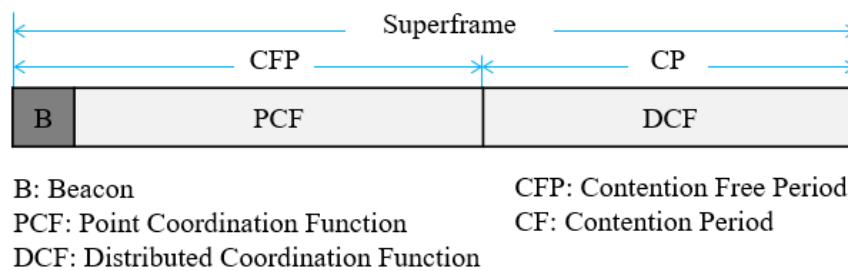 Superframe
CFP CP
B PCF DCF
B: Beacon CFP: Contention Free Period
PCF: Point Coordination Function CF: Contention Period
DCF: Distributed Coordination Function